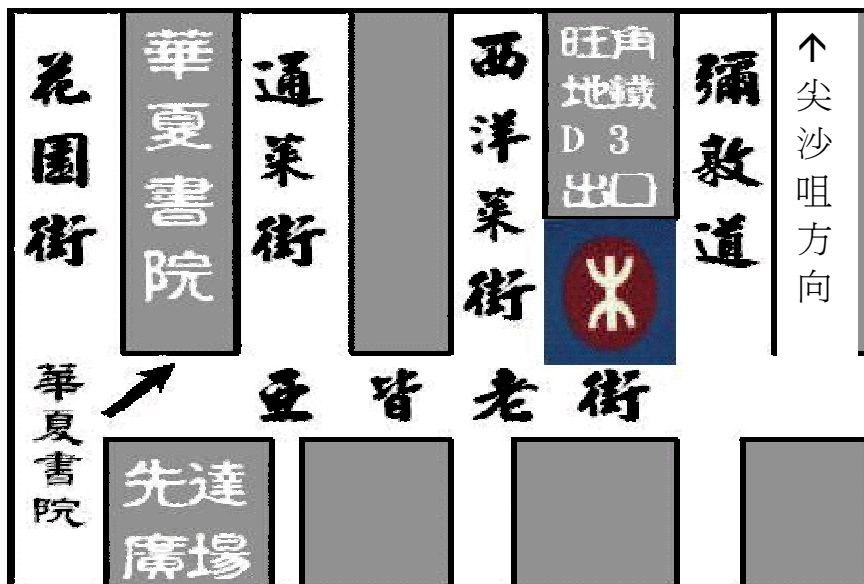 花園街
華夏書院
通菜街
西洋菜街
旺角
地鐵
D 3
出口
彌敦道
↑尖沙咀方向
華夏書院
亞皆老街
先達
廣場